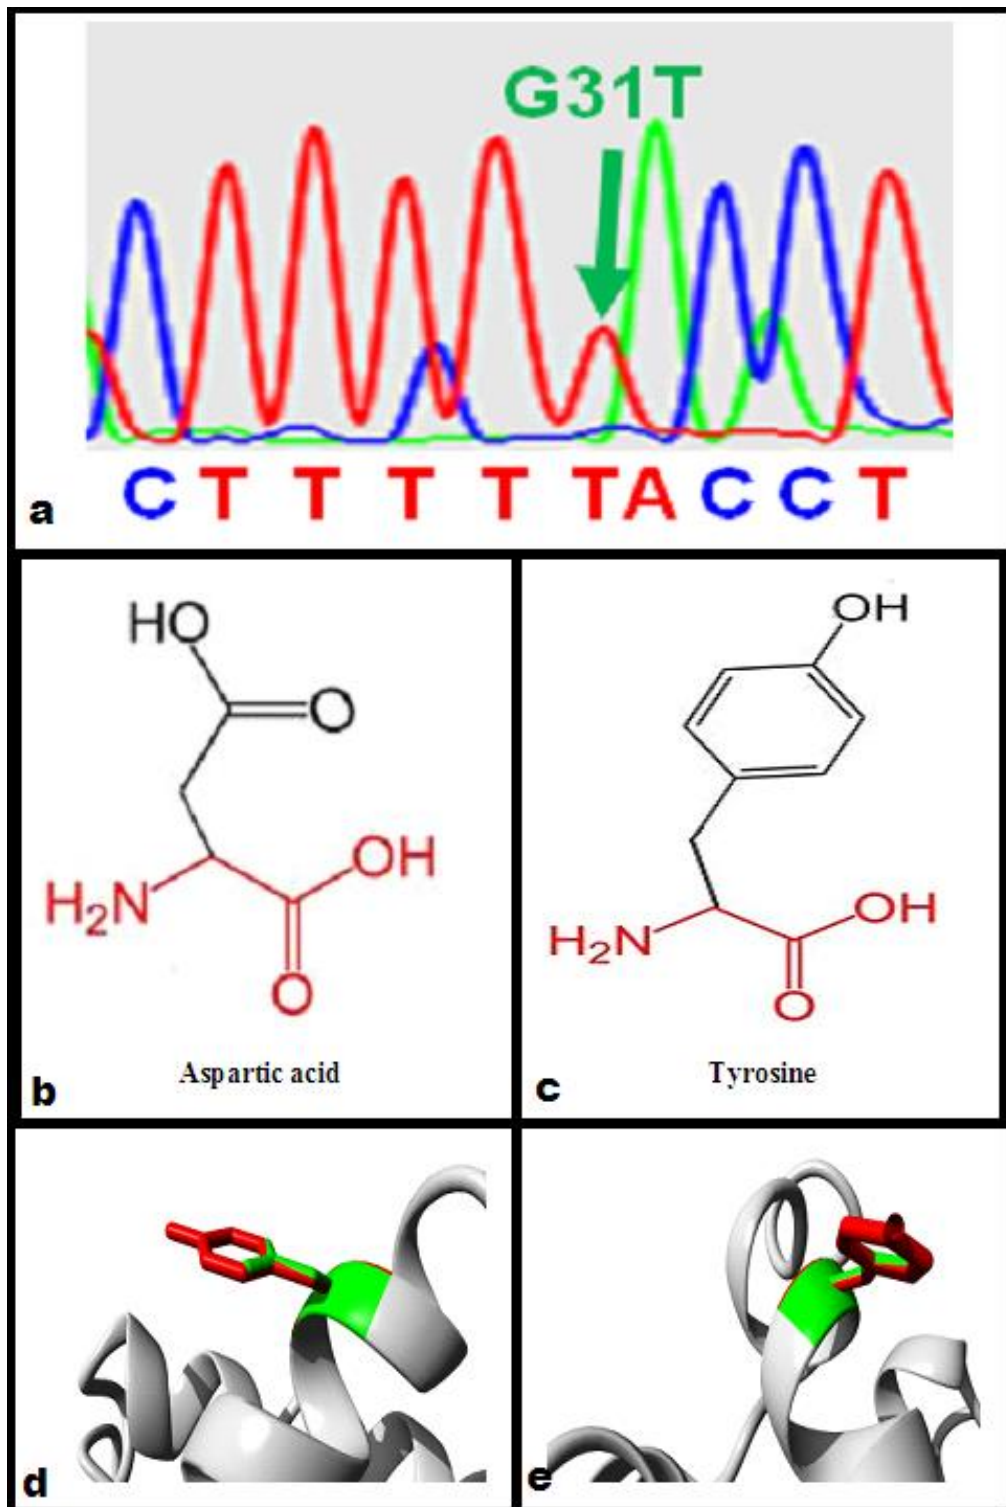 G31T
C T T T T T A C C T
a
HO
O
OH
H₂N
O
Aspartic acid
b
OH
OH
H₂N
O
Tyrosine
c
d
e